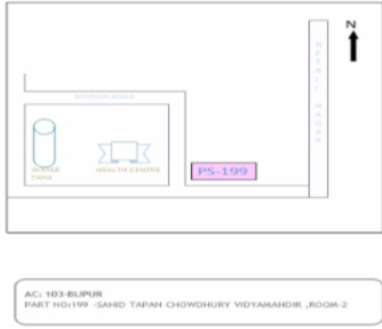 N
NETAJI NAGAR
STATION ROAD
WATER
TANK
HEALTH CENTRE
PS-199
AC: 103-BIJPUR
PART NO:199 -SAHID TAPAN CHOWDHURY VIDYAMANDIR ,ROOM-2